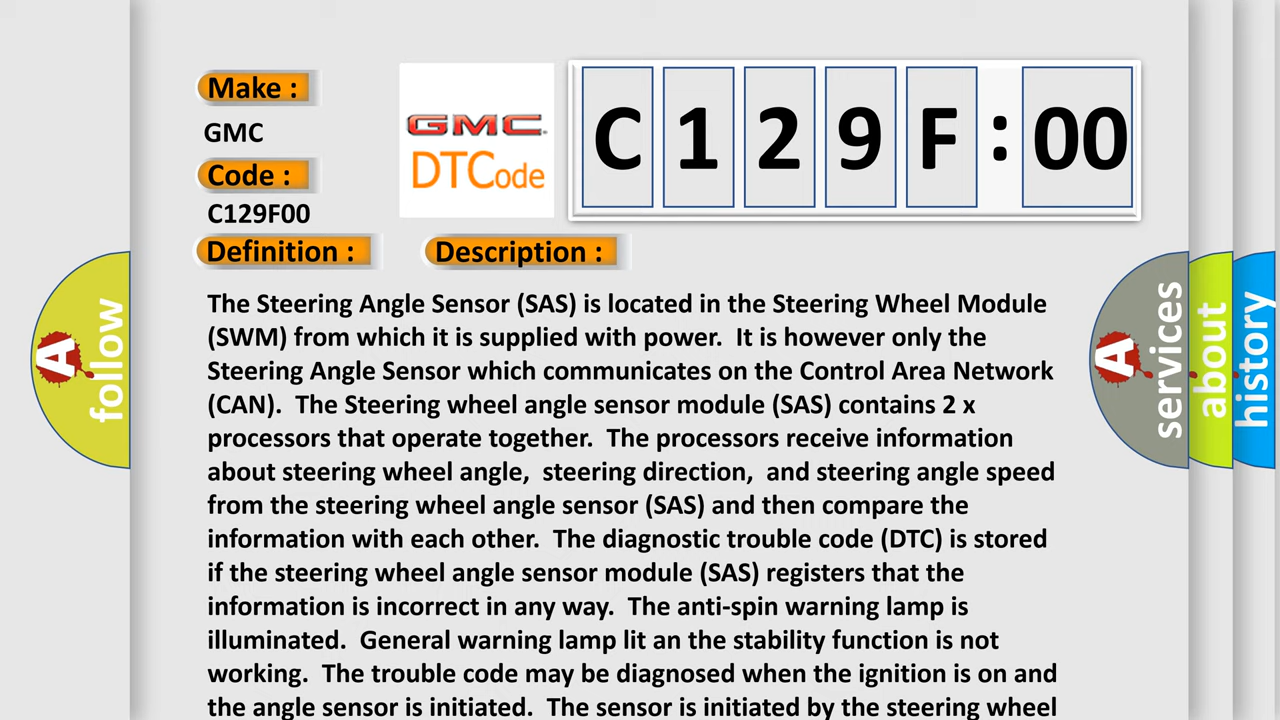 Make :
GMC
Code :
C129F00
Definition :
Description :
GMC
DTCode
C129F:00
The Steering Angle Sensor (SAS) is located in the Steering Wheel Module
(SWM) from which it is supplied with power.  It is however only the
Steering Angle Sensor which communicates on the Control Area Network
(CAN).  The Steering wheel angle sensor module (SAS) contains 2 x
processors that operate together.  The processors receive information
about steering wheel angle,  steering direction,  and steering angle speed
from the steering wheel angle sensor (SAS) and then compare the
information with each other.  The diagnostic trouble code (DTC) is stored
if the steering wheel angle sensor module (SAS) registers that the
information is incorrect in any way.  The anti-spin warning lamp is
illuminated.  General warning lamp lit an the stability function is not
working.  The trouble code may be diagnosed when the ignition is on and
the angle sensor is initiated.  The sensor is initiated by the steering wheel
A
follow
A
services
about
history